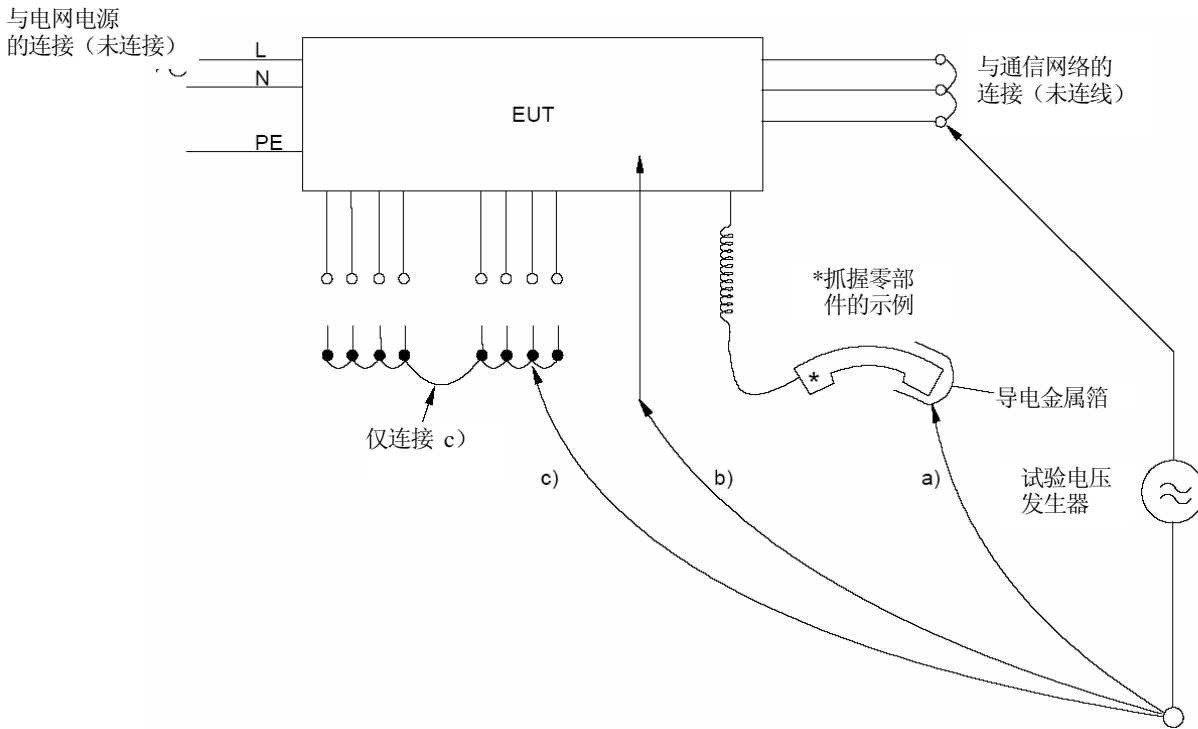 与电网电源
的连接（未连接）
L
N
PE
EUT
与通信网络的
连接（未连线）
*抓握零部
件的示例
*
导电金属箔
仅连接 c）
c)
b)
a)
试验电压
发生器